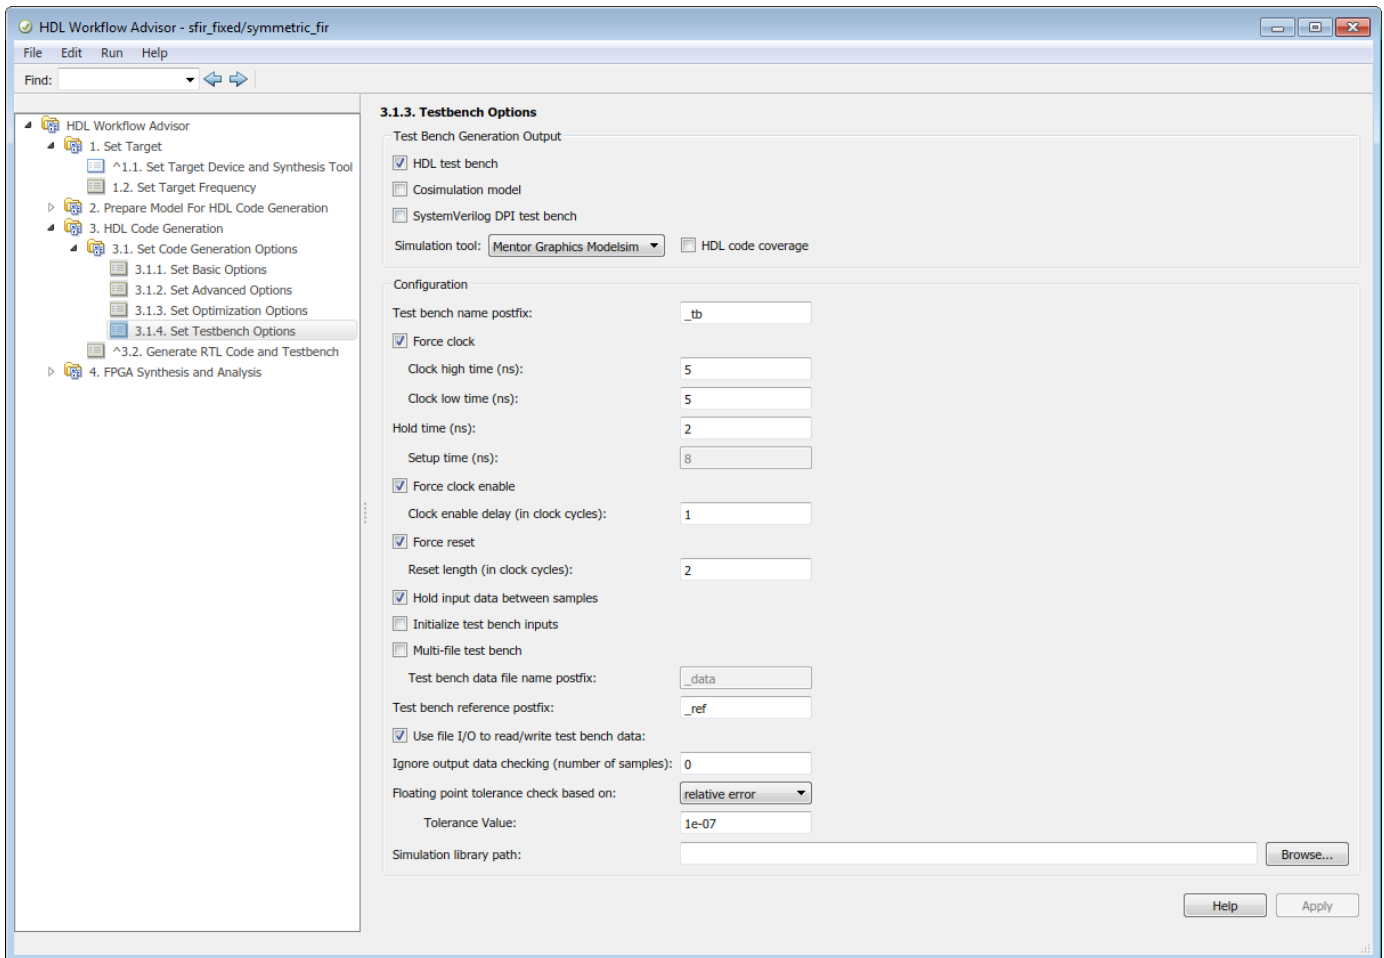 HDL Workflow Advisor - sfir_fixed/symmetric_fir
File Edit Run Help
Find:
HDL Workflow Advisor
1. Set Target
^1.1. Set Target Device and Synthesis Tool
1.2. Set Target Frequency
2. Prepare Model For HDL Code Generation
3. HDL Code Generation
3.1. Set Code Generation Options
3.1.1. Set Basic Options
3.1.2. Set Advanced Options
3.1.3. Set Optimization Options
3.1.4. Set Testbench Options
^3.2. Generate RTL Code and Testbench
4. FPGA Synthesis and Analysis
3.1.3. Testbench Options
Test Bench Generation Output
HDL test bench
Cosimulation model
SystemVerilog DPI test bench
Simulation tool: Mentor Graphics Modelsim HDL code coverage
Configuration
Test bench name postfix: _tb
Force clock
Clock high time (ns): 5
Clock low time (ns): 5
Hold time (ns): 2
Setup time (ns): 8
Force clock enable
Clock enable delay (in clock cycles): 1
Force reset
Reset length (in clock cycles): 2
Hold input data between samples
Initialize test bench inputs
Multi-file test bench
Test bench data file name postfix: _data
Test bench reference postfix: _ref
Use file I/O to read/write test bench data:
Ignore output data checking (number of samples): 0
Floating point tolerance check based on: relative error
Tolerance Value: 1e-07
Simulation library path: Browse...
Help Apply